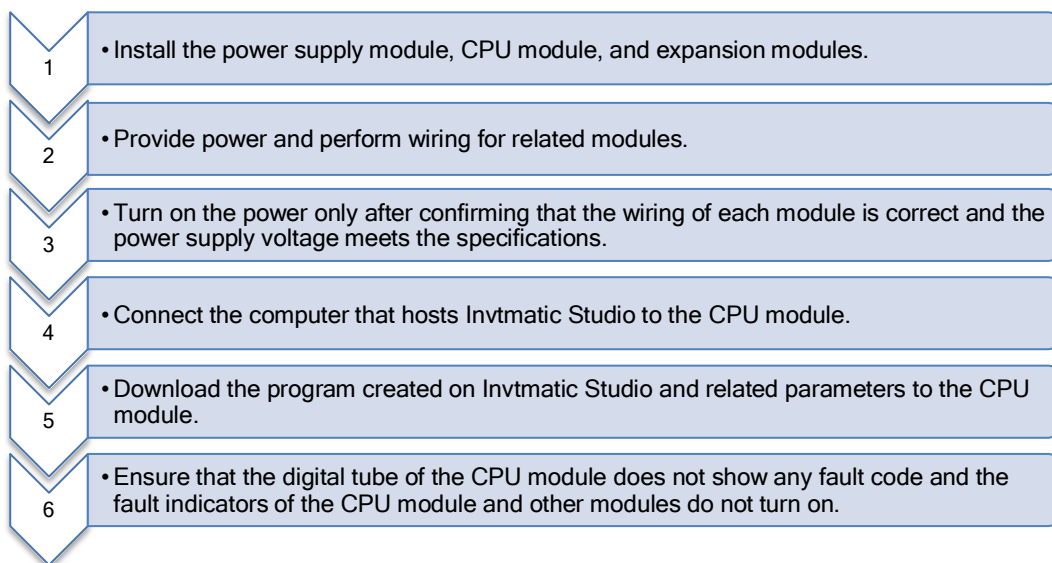 1
• Install the power supply module, CPU module, and expansion modules.
2
• Provide power and perform wiring for related modules.
3
• Turn on the power only after confirming that the wiring of each module is correct and the
power supply voltage meets the specifications.
4
• Connect the computer that hosts Invtmatic Studio to the CPU module.
5
• Download the program created on Invtmatic Studio and related parameters to the CPU
module.
6
• Ensure that the digital tube of the CPU module does not show any fault code and the
fault indicators of the CPU module and other modules do not turn on.